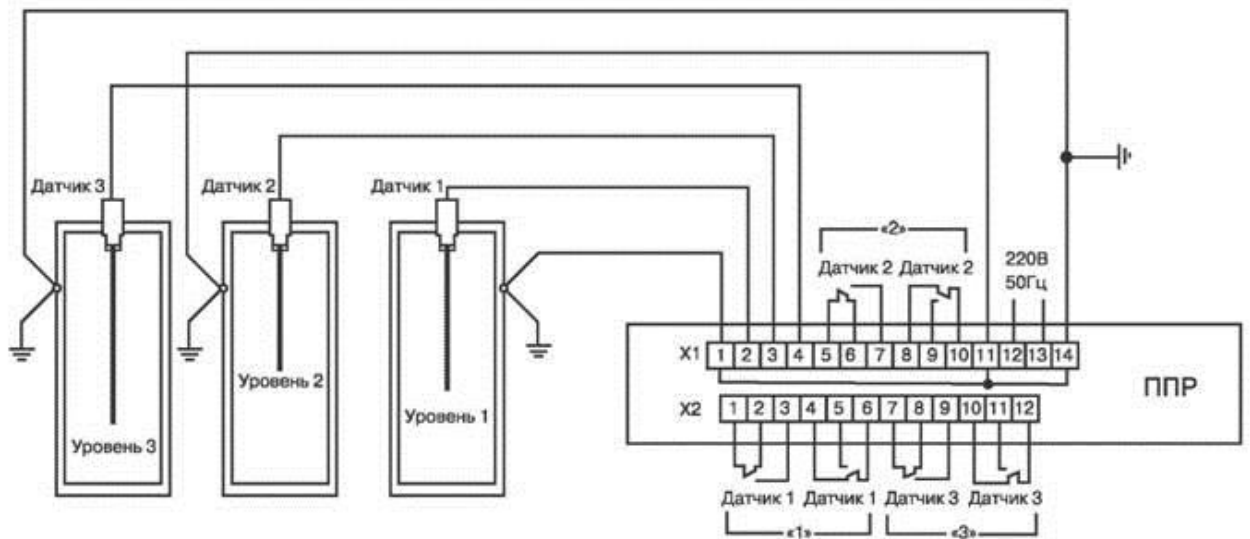 Датчик 3
Датчик 2
Датчик 1
«2»
Датчик 2 Датчик 2
220В
50Гц
X1 1 2 3 4 5 6 7 8 9 10 11 12 13 14
ППР
X2 1 2 3 4 5 6 7 8 9 10 11 12
Уровень 3
Уровень 2
Уровень 1
Датчик 1 Датчик 1 Датчик 3 Датчик 3
«1» «3»